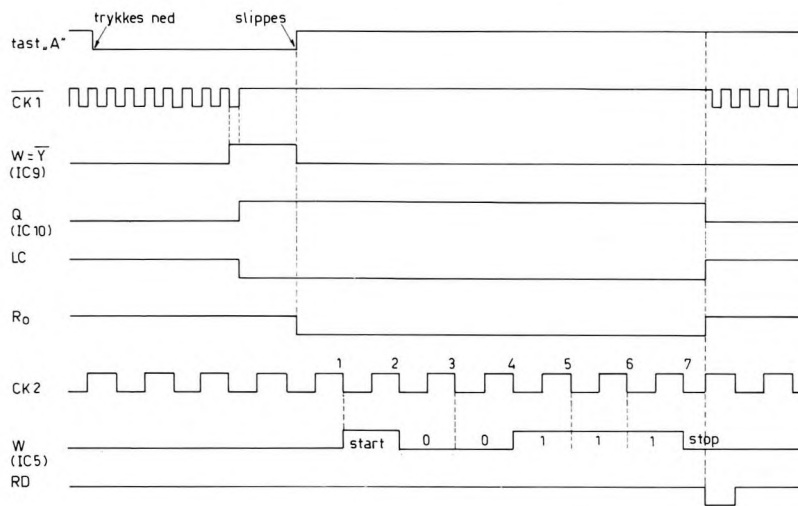 trykkes ned
slippes
tast „A"
CK1
W = Y
(IC9)
Q
(IC10)
LC
R0
1 2 3 4 5 6 7
CK2
W
(IC5)
start 0 0 1 1 1 stop
RD